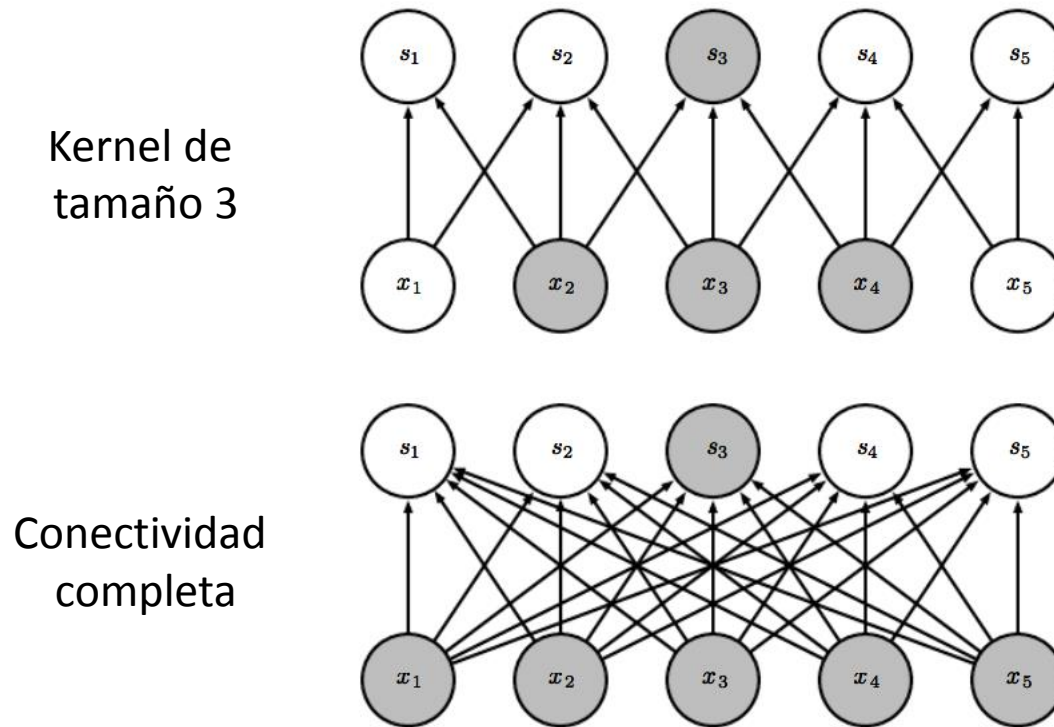 Kernel de
tamaño 3
s₁ s₂ s₃ s₄ s₅
x₁ x₂ x₃ x₄ x₅
Conectividad
completa
s₁ s₂ s₃ s₄ s₅
x₁ x₂ x₃ x₄ x₅